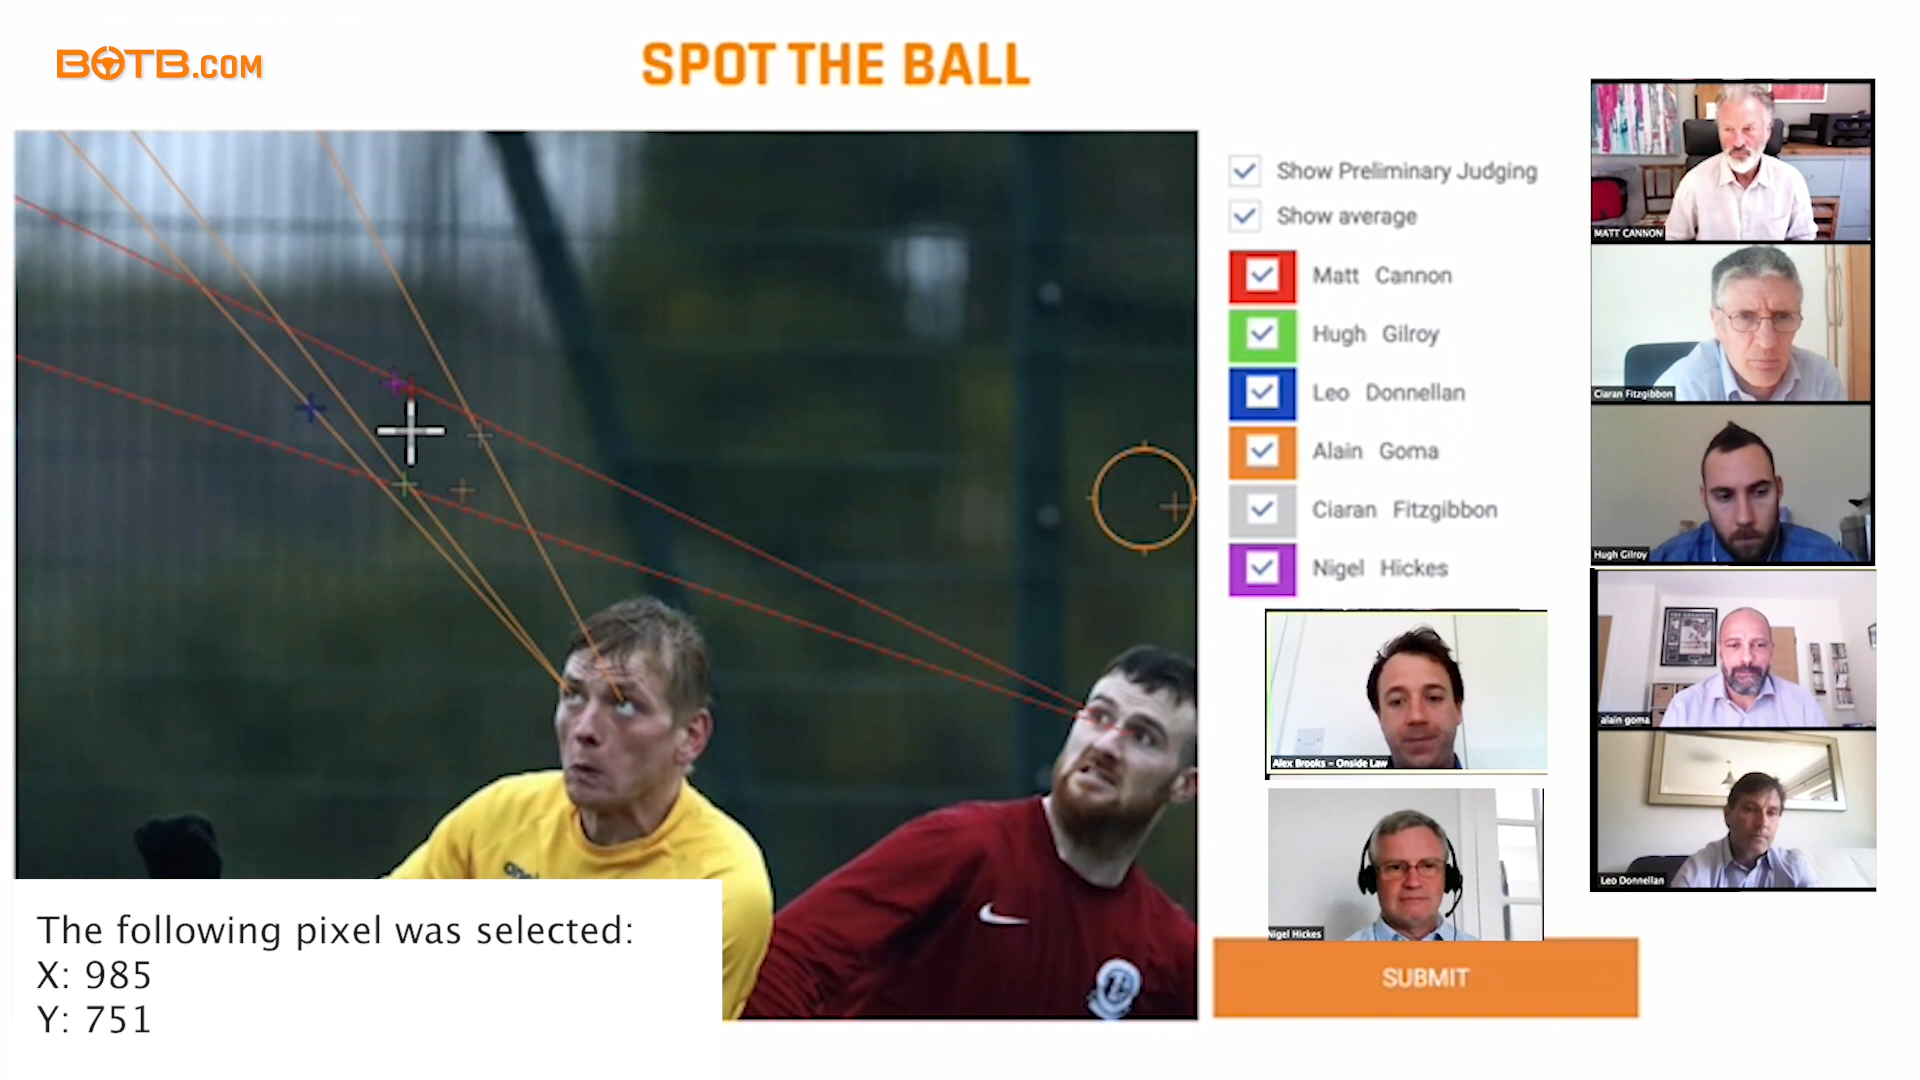 BOTB.COM
SPOT THE BALL
Show Preliminary Judging
Show average
Matt Cannon
Hugh Gilroy
Leo Donnellan
Alain Goma
Ciaran Fitzgibbon
Nigel Hickes
MATT CANNON
Ciaran Fitzgibbon
Hugh Gilroy
alain goma
Leo Donnellan
Alex Brooks – Onside Law
Nigel Hickes
SUBMIT
The following pixel was selected:
X: 985
Y: 751